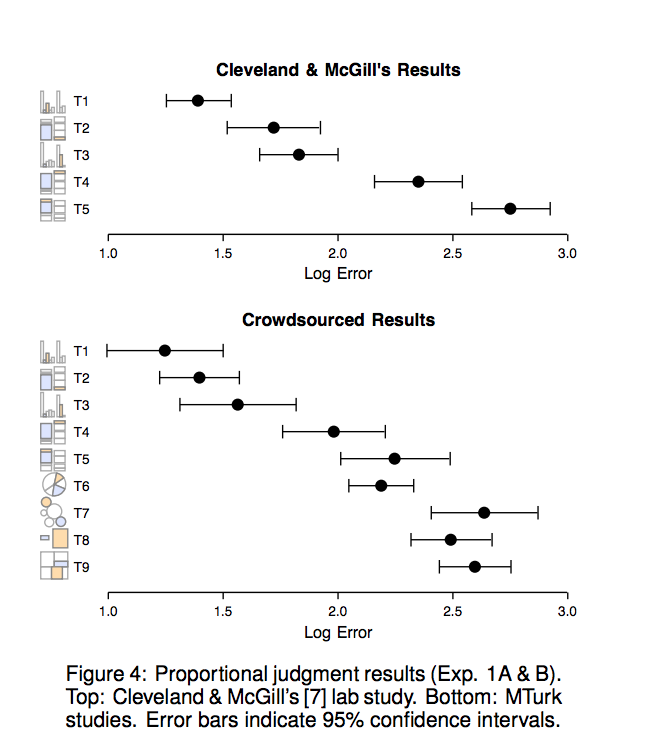 Cleveland & McGill's Results
T1
T2
T3
T4
T5
1.0 1.5 2.0 2.5 3.0
Log Error
Crowdsourced Results
T1
T2
T3
T4
T5
T6
T7
T8
T9
1.0 1.5 2.0 2.5 3.0
Log Error
Figure 4: Proportional judgment results (Exp. 1A & B).
Top: Cleveland & McGill's [7] lab study. Bottom: MTurk
studies. Error bars indicate 95% confidence intervals.